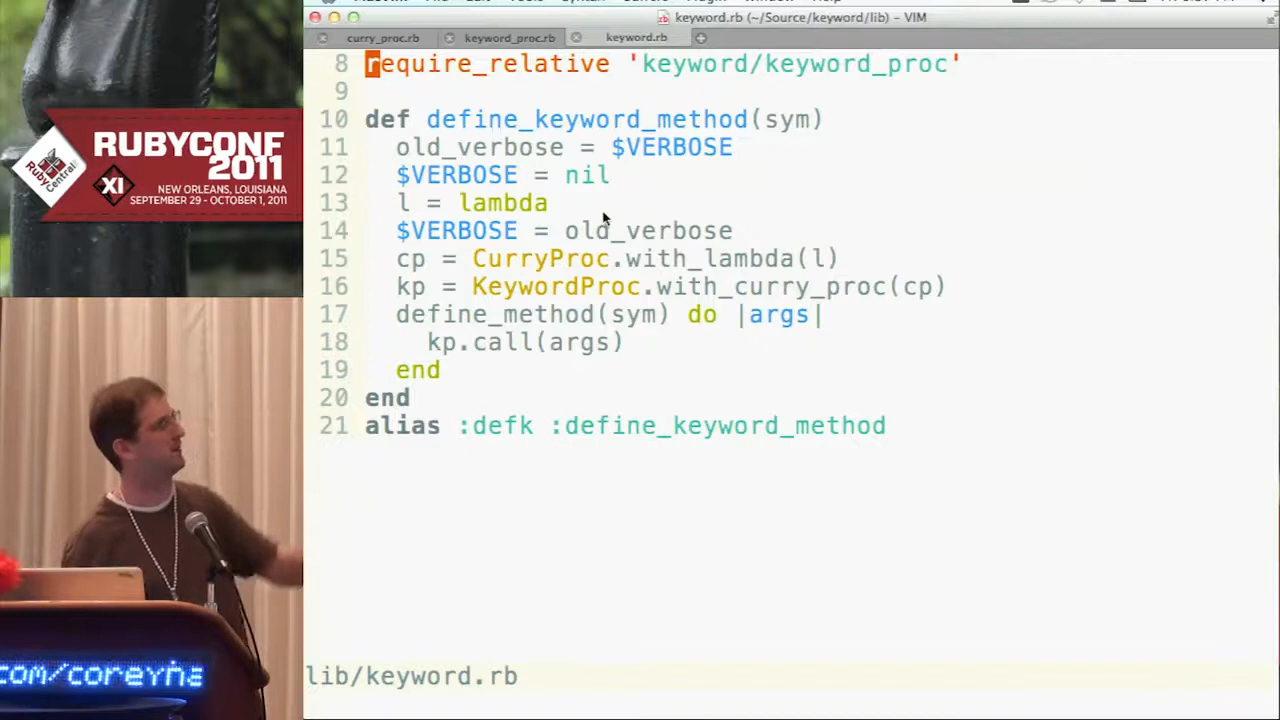 keyword.rb (~/Source/keyword/lib) – VIM
curry_proc.rb
keyword_proc.rb
keyword.rb
8 require_relative 'keyword/keyword_proc'
9
10 def define_keyword_method(sym)
11 old_verbose = $VERBOSE
12 $VERBOSE = nil
13 l = lambda
14 $VERBOSE = old_verbose
15 cp = CurryProc.with_lambda(l)
16 kp = KeywordProc.with_curry_proc(cp)
17 define_method(sym) do |args|
18 kp.call(args)
19 end
20 end
21 alias :defk :define_keyword_method
lib/keyword.rb
RUBYCONF
2011
NEW ORLEANS, LOUISIANA
SEPTEMBER 29 - OCTOBER 1, 2011
Ruby Central
XI
com/coreyha